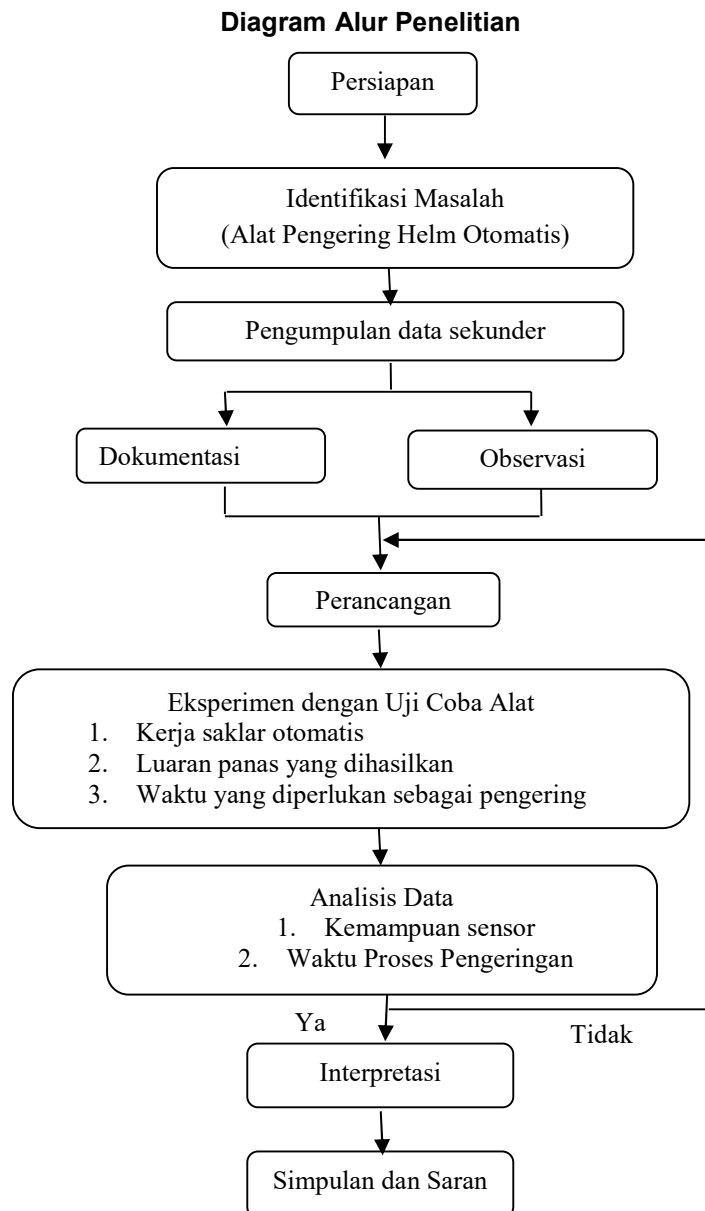 Diagram Alur Penelitian
Persiapan
Identifikasi Masalah
(Alat Pengering Helm Otomatis)
Pengumpulan data sekunder
Dokumentasi
Observasi
Perancangan
Eksperimen dengan Uji Coba Alat
1. Kerja saklar otomatis
2. Luaran panas yang dihasilkan
3. Waktu yang diperlukan sebagai pengering
Analisis Data
1. Kemampuan sensor
2. Waktu Proses Pengeringan
Ya
Tidak
Interpretasi
Simpulan dan Saran